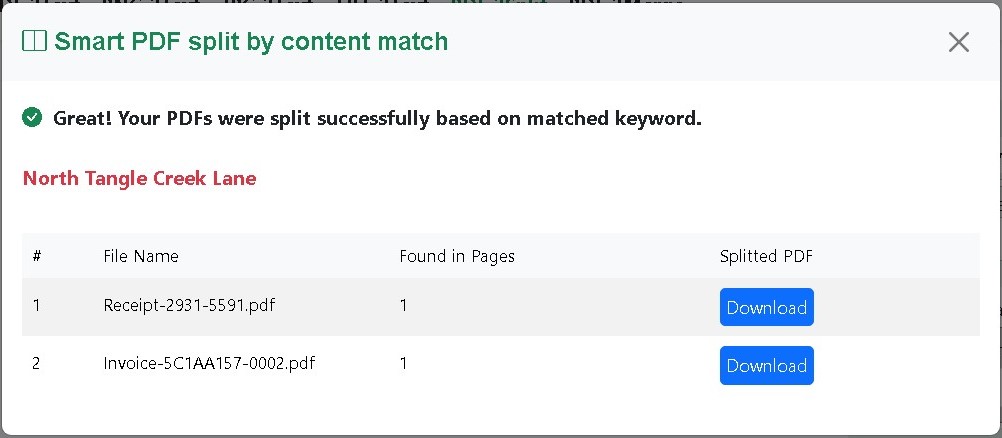 Smart PDF split by content match
Great! Your PDFs were split successfully based on matched keyword.
North Tangle Creek Lane
# File Name Found in Pages Splitted PDF
1 Receipt-2931-5591.pdf 1 Download
2 Invoice-5C1AA157-0002.pdf 1 Download